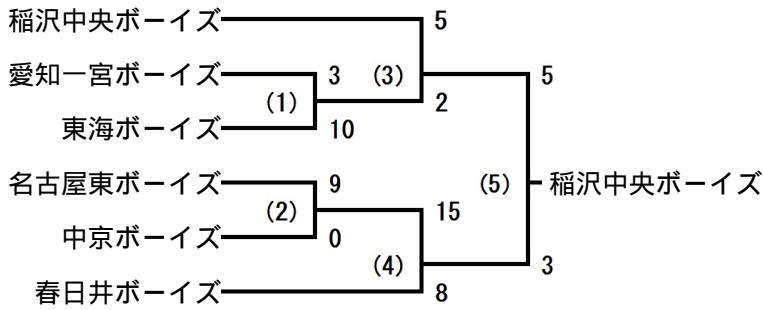 稲沢中央ボーイズ 5
愛知一宮ボーイズ 3 (3) 5
(1) 2
東海ボーイズ 10
名古屋東ボーイズ 9 (5) 稲沢中央ボーイズ
(2) 15
中京ボーイズ 0
(4) 3
春日井ボーイズ 8